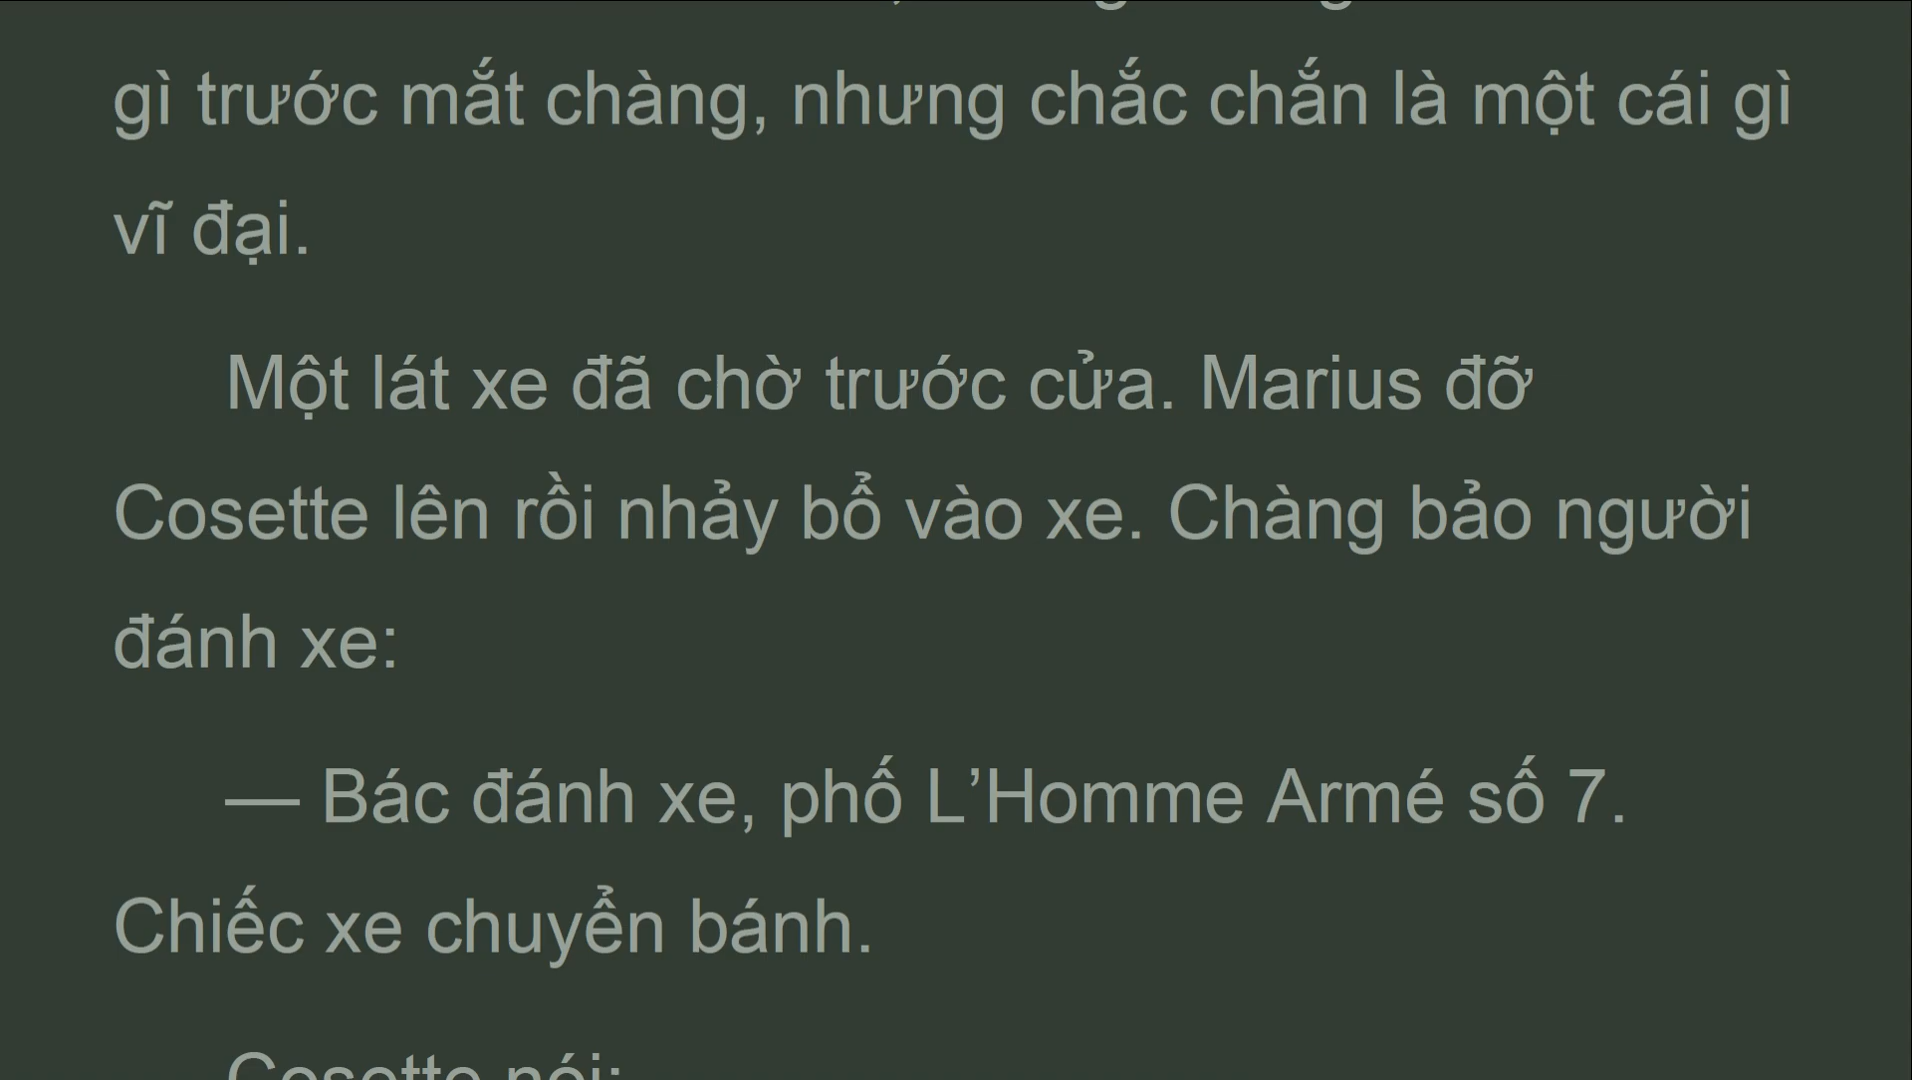 gì trước mắt chàng, nhưng chắc chắn là một cái gì
vĩ đại.
Một lát xe đã chờ trước cửa. Marius đỡ
Cosette lên rồi nhảy bổ vào xe. Chàng bảo người
đánh xe:
— Bác đánh xe, phố L’Homme Armé số 7.
Chiếc xe chuyển bánh.
Cosette nói: